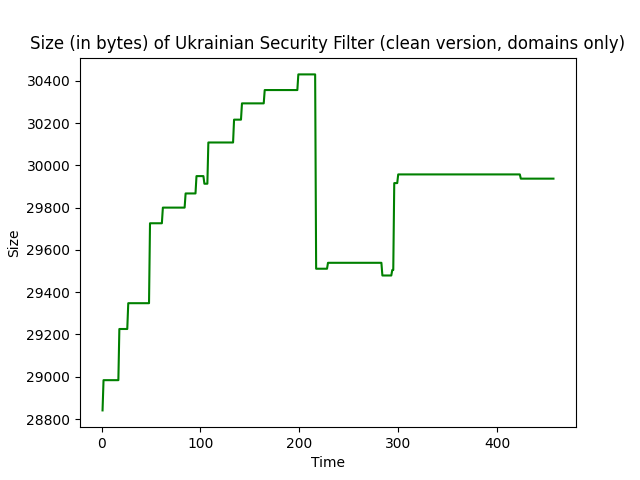 Size (in bytes) of Ukrainian Security Filter (clean version, domains only)
30400
30200
30000
29800
29600
29400
29200
29000
28800
Size
0 100 200 300 400
Time